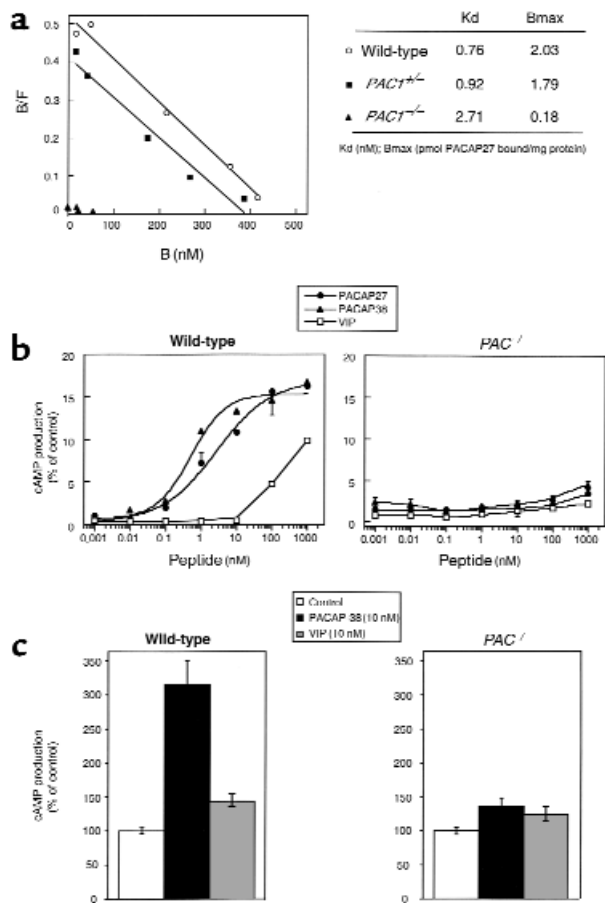 a
Kd Bmax
Wild-type 0.76 2.03
PAC1+/− 0.92 1.79
PAC1−/− 2.71 0.18
Kd (nM); Bmax (pmol PACAP27 bound/mg protein)
B/F
0.5
0.4
0.3
0.2
0.1
0
0 100 200 300 400 500
B (nM)
PACAP27
PACAP38
VIP
b
Wild-type
PAC-/
cAMP production
(% of control)
20
15
10
5
0
0,001 0.01 0.1 1 10 100 1000
Peptide (nM)
20
15
10
5
0
0.001 0.01 0.1 1 10 100 1000
Peptide (nM)
Control
PACAP 38 (10 nM)
VIP (10 nM)
c
Wild-type
PAC-/
cAMP production
(% of control)
350
300
250
200
150
100
50
0
350
300
250
200
150
100
50
0